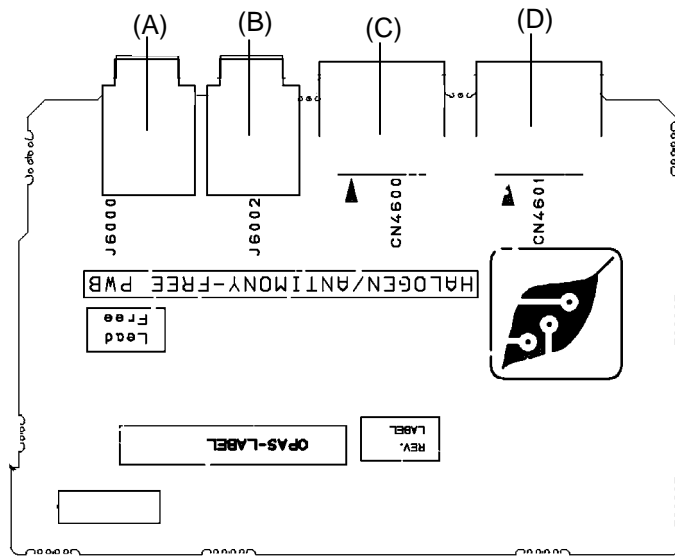 (A)
(B)
(C)
(D)
J6000
J6002
CN4600
CN4601
HALOGEN/ANTIMONY-FREE PWB
Lead
Free
OPAS-LABEL
REV.
LABEL